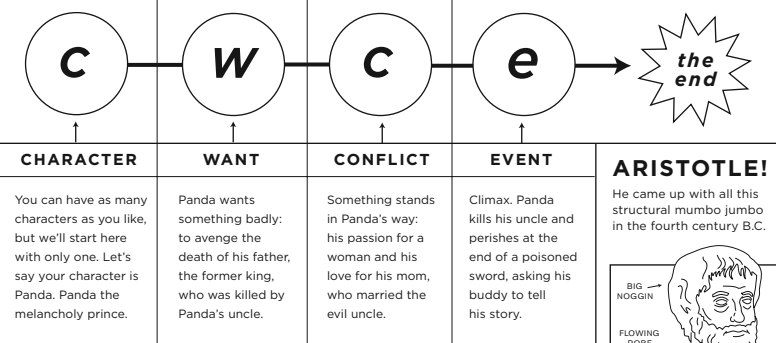 c
w
c
e
the
end
CHARACTER
You can have as many
characters as you like,
but we'll start here
with only one. Let's
say your character is
Panda. Panda the
melancholy prince.
WANT
Panda wants
something badly:
to avenge the
death of his father,
the former king,
who was killed by
Panda's uncle.
CONFLICT
Something stands
in Panda's way:
his passion for a
woman and his
love for his mom,
who married the
evil uncle.
EVENT
Climax. Panda
kills his uncle and
perishes at the
end of a poisoned
sword, asking his
buddy to tell
his story.
ARISTOTLE!
He came up with all this
structural mumbo jumbo
in the fourth century B.C.
BIG
NOGGIN
FLOWING